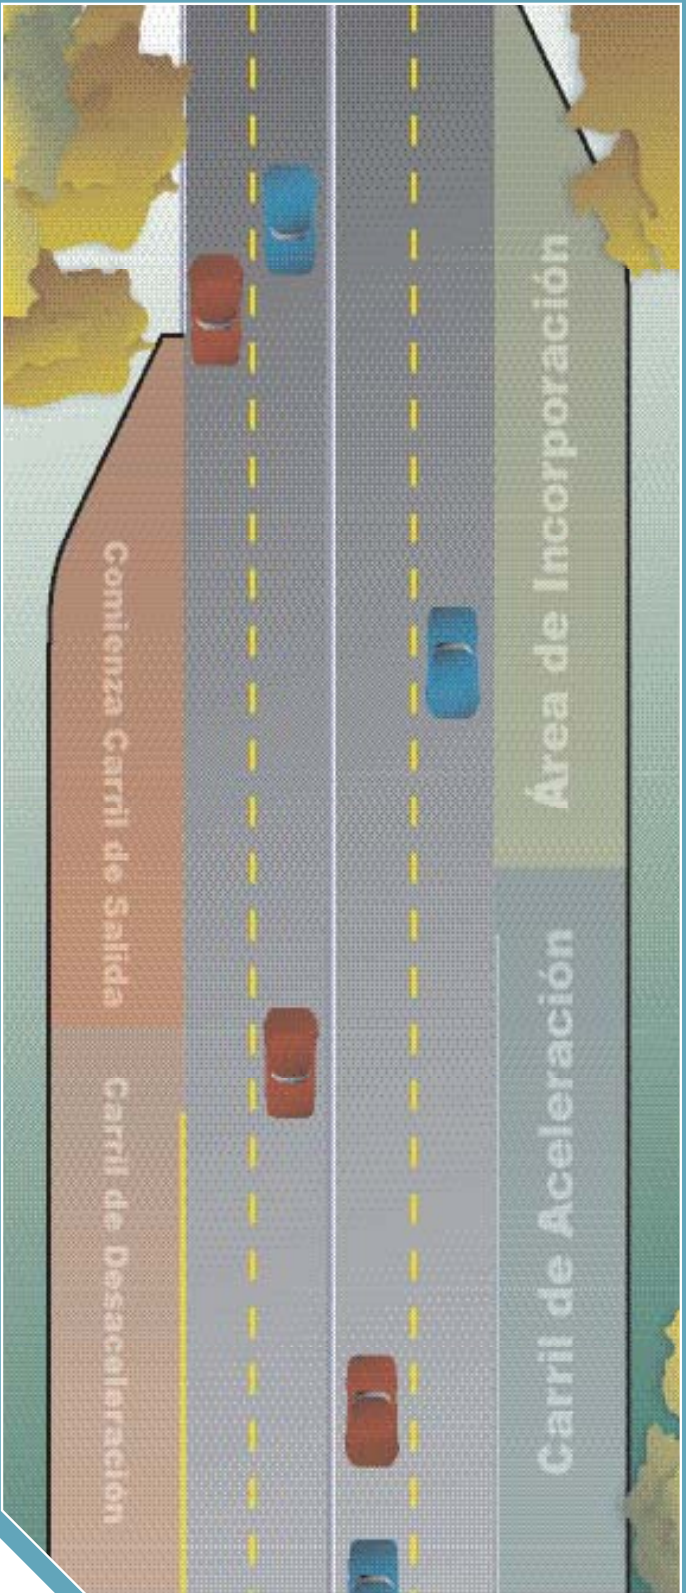 Comienza Carril de Salida
Carril de Desaceleración
Área de Incorporación
Carril de Aceleración